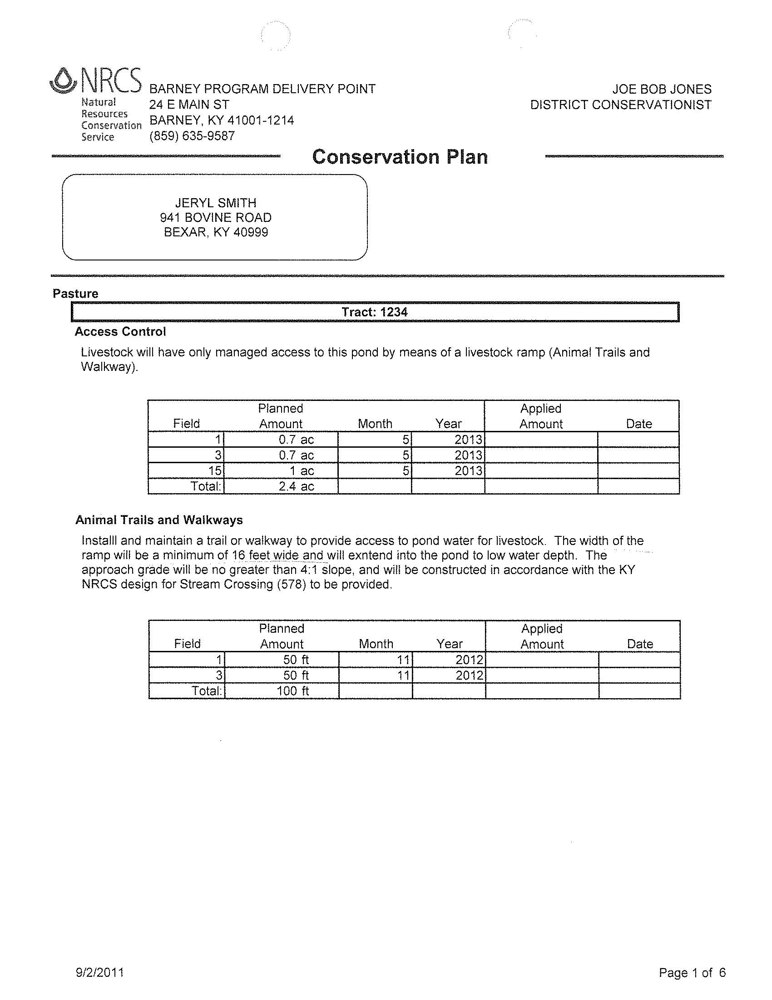 NRCS
Natural
Resources
Conservation
Service
BARNEY PROGRAM DELIVERY POINT
24 E MAIN ST
BARNEY, KY 41001-1214
(859) 635-9587
JOE BOB JONES
DISTRICT CONSERVATIONIST
Conservation Plan
JERYL SMITH
941 BOVINE ROAD
BEXAR, KY 40999
Pasture
Tract: 1234
Access Control
Livestock will have only managed access to this pond by means of a livestock ramp (Animal Trails and
Walkway).
Planned Applied
Field Amount Month Year Amount Date
1 0.7 ac 5 2013
3 0.7 ac 5 2013
15 1 ac 5 2013
Total: 2.4 ac
Animal Trails and Walkways
Installl and maintain a trail or walkway to provide access to pond water for livestock. The width of the
ramp will be a minimum of 16 feet wide and will exntend into the pond to low water depth. The
approach grade will be no greater than 4:1 slope, and will be constructed in accordance with the KY
NRCS design for Stream Crossing (578) to be provided.
Planned Applied
Field Amount Month Year Amount Date
1 50 ft 11 2012
3 50 ft 11 2012
Total: 100 ft
9/2/2011 Page 1 of 6